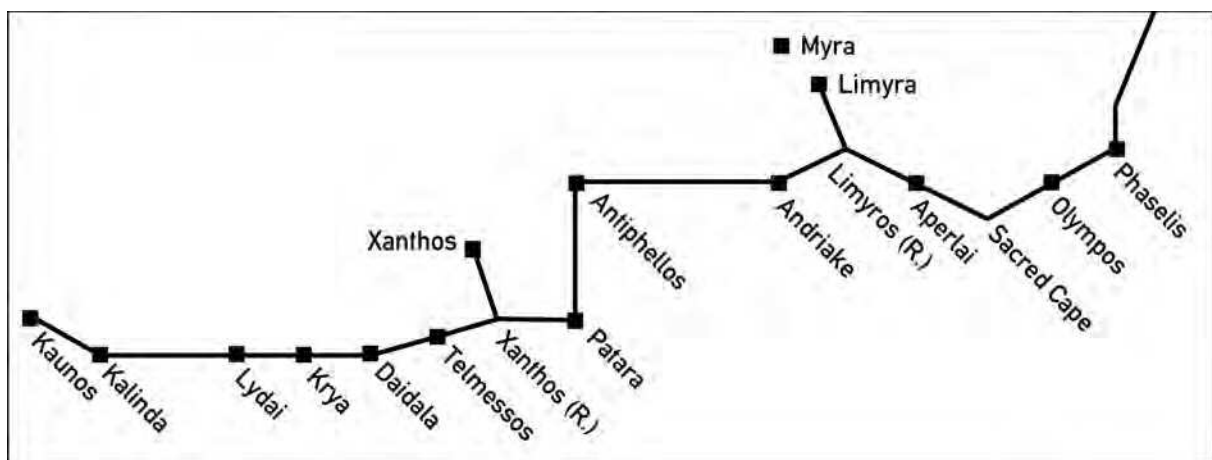 Myra
Limyra
Xanthos
Kaunos
Kalinda
Lydai
Krya
Daidala
Telmessos
Xanthos (R.)
Patara
Antiphellos
Andriake
Limyros (R.)
Aperlai
Sacred Cape
Olympos
Phaselis